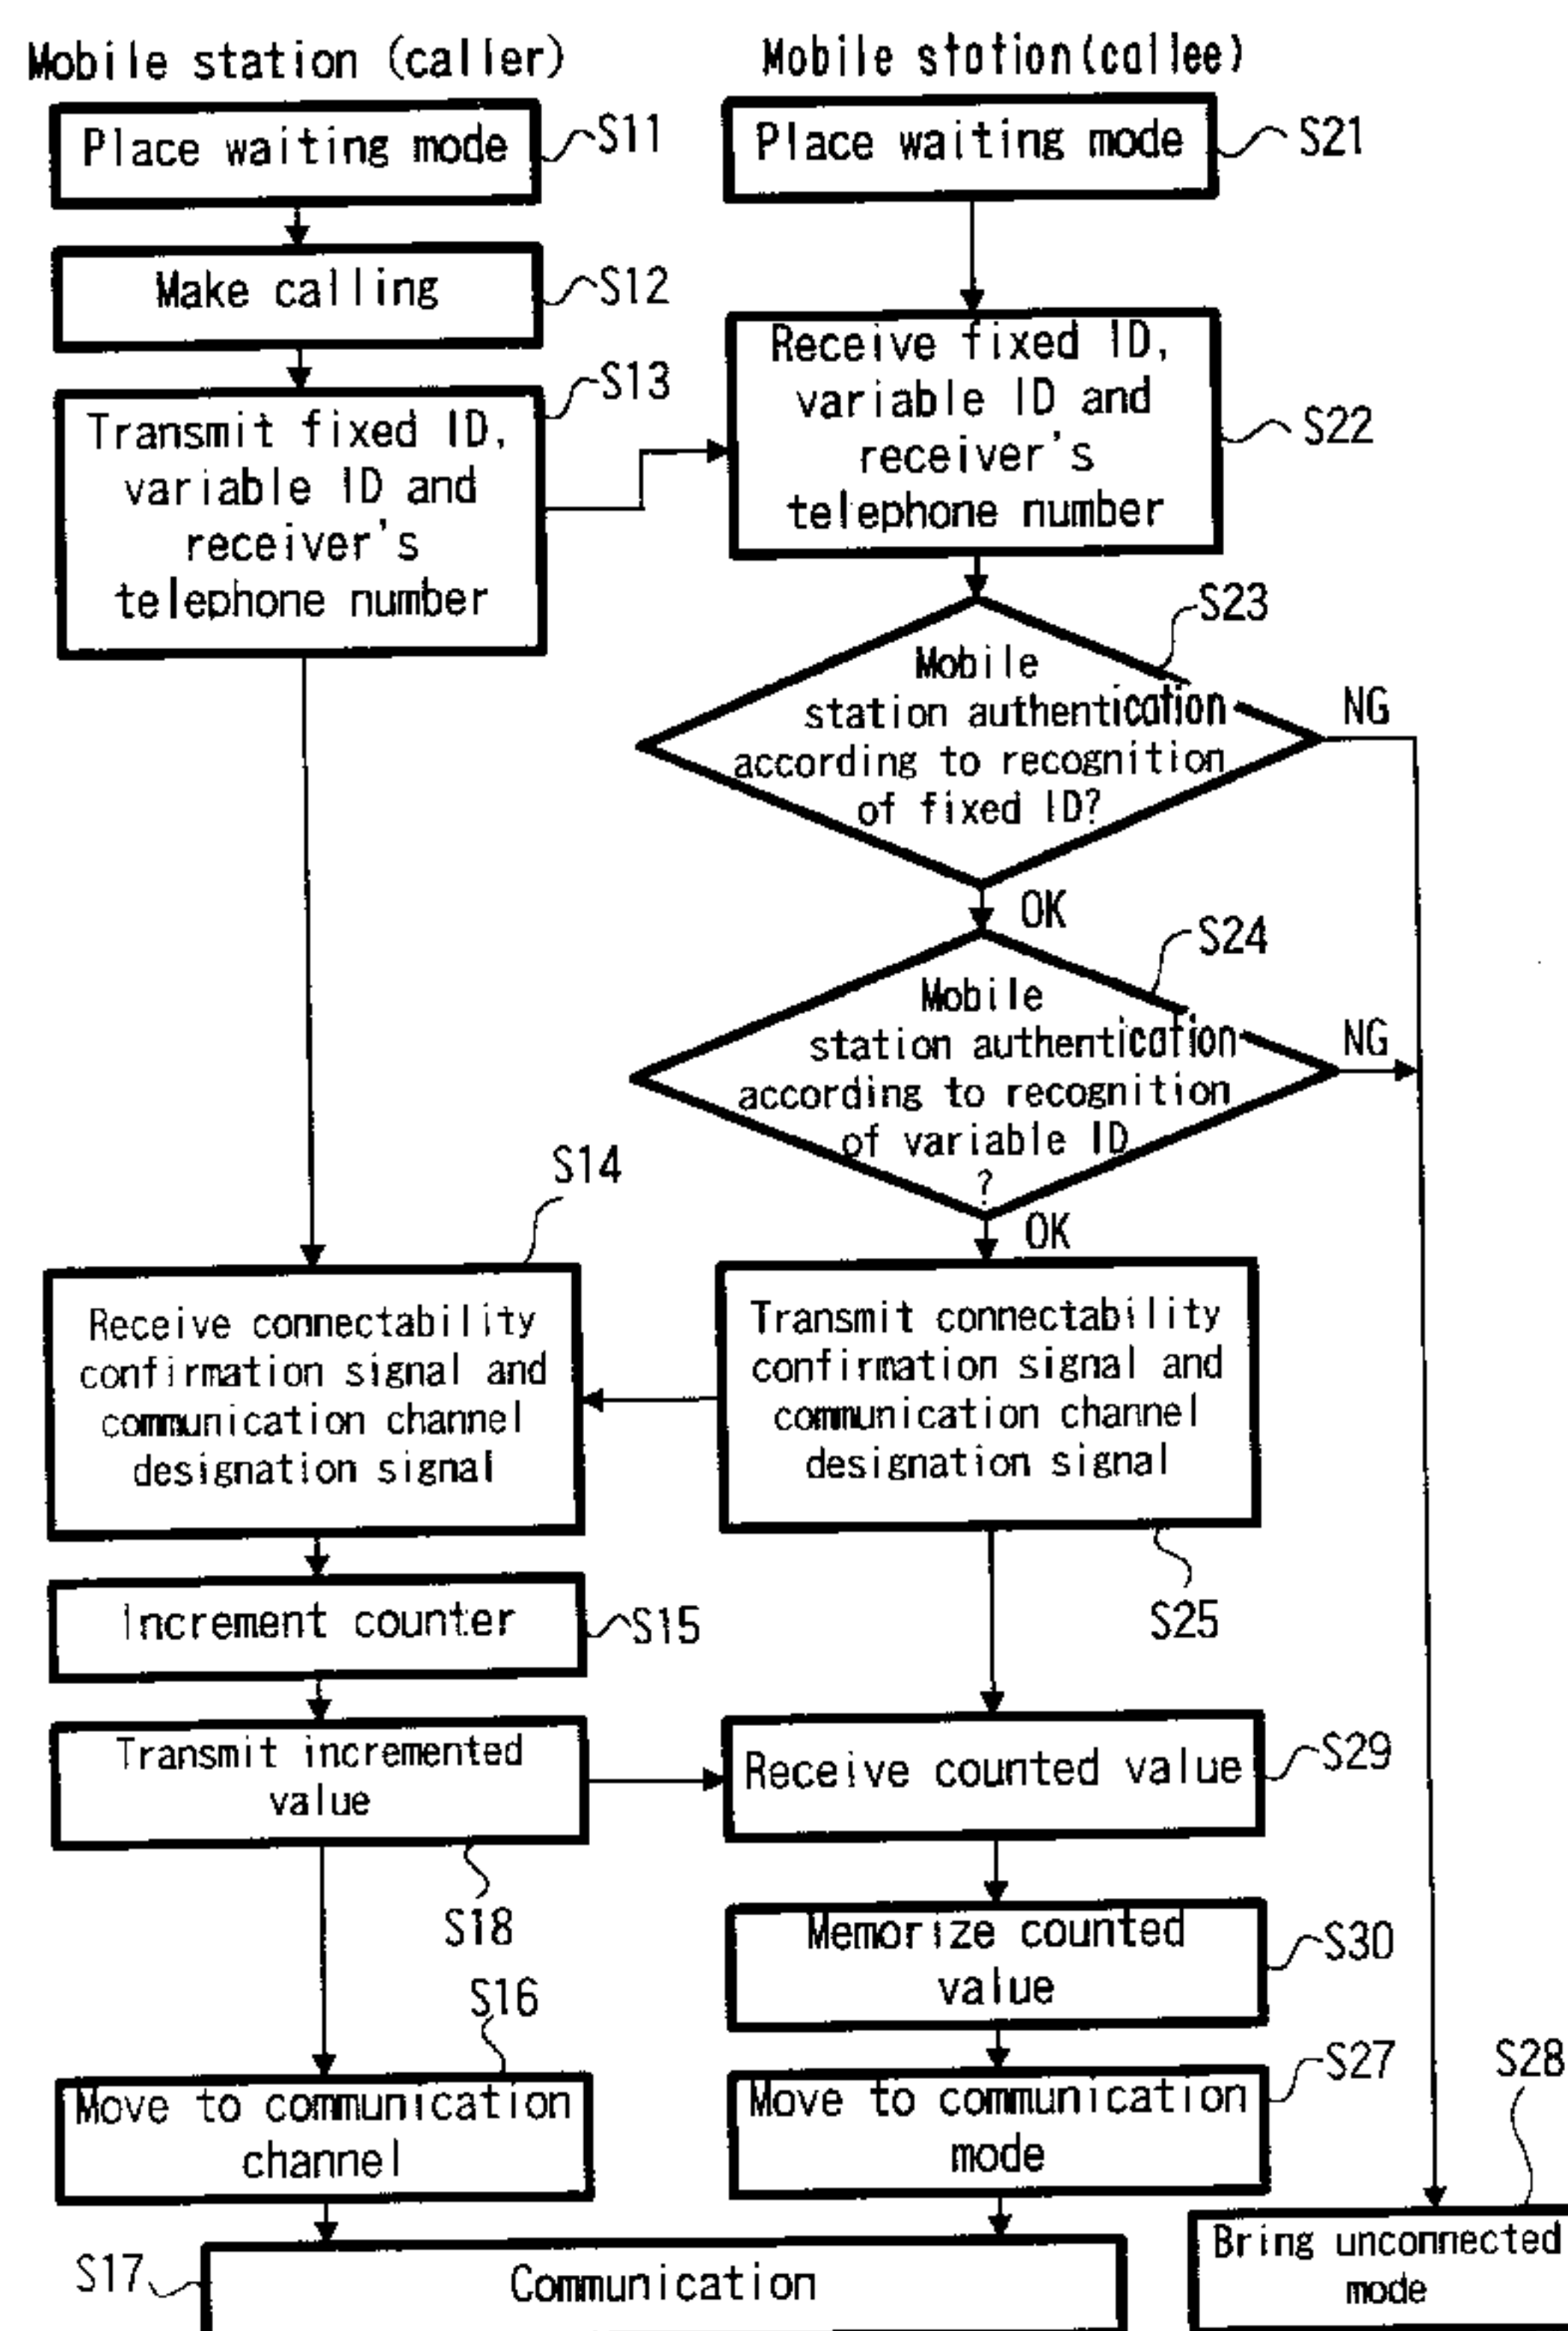 Mobile station (caller)
Place waiting mode
S11
Make calling
S12
S13
Transmit fixed ID,
variable ID and
receiver's
telephone number
S14
Receive connectability
confirmation signal and
communication channel
designation signal
Increment counter
S15
Transmit incremented
value
S18
S16
Move to communication
channel
Mobile station(callee)
Place waiting mode
S21
Receive fixed ID,
variable ID and
receiver's
telephone number
S22
S23
Mobile
station authentication
according to recognition
of fixed ID?
NG
OK
S24
Mobile
station authentication
according to recognition
of variable ID
?
NG
OK
Transmit connectability
confirmation signal and
communication channel
designation signal
S25
Receive counted value
S29
Memorize counted
value
S30
Move to communication
mode
S27
S28
Bring unconnected
mode
S17
Communication